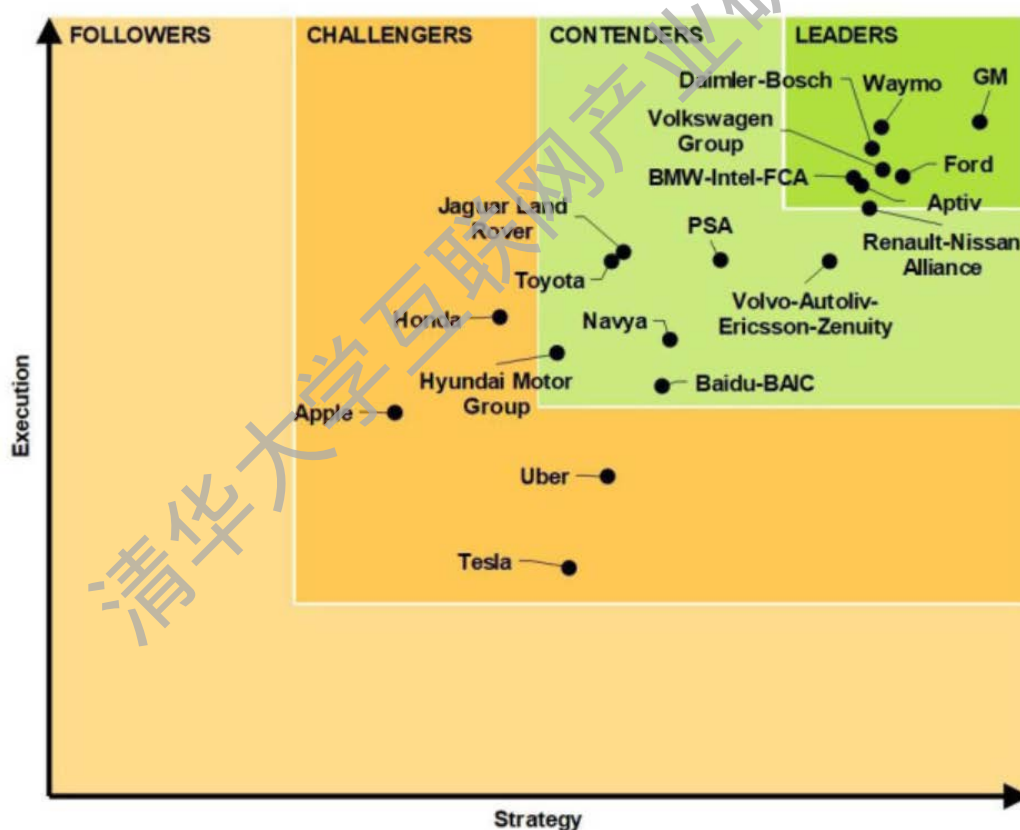 FOLLOWERS
CHALLENGERS
CONTENDERS
LEADERS
Daimler-Bosch
Waymo
GM
Volkswagen
Group
BMW-Intel-FCA
Ford
Aptiv
Jaguar Land
Rover
PSA
Renault-Nissan
Alliance
Toyota
Volvo-Autoliv-
Ericsson-Zenuity
Honda
Navya
Hyundai Motor
Group
Baidu-BAIC
Apple
Execution
Uber
Tesla
Strategy
清华大学互联网产业研